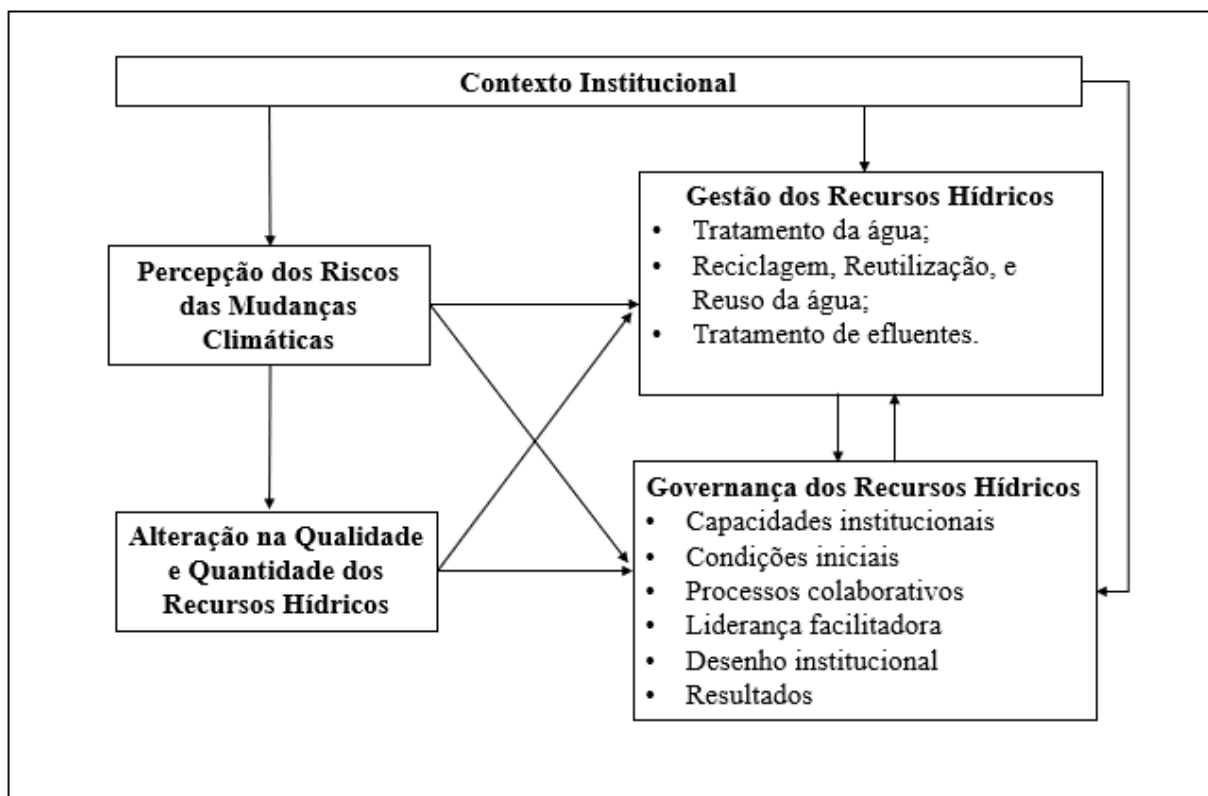 Contexto Institucional
Percepção dos Riscos
das Mudanças
Climáticas
Alteração na Qualidade
e Quantidade dos
Recursos Hídricos
Gestão dos Recursos Hídricos
• Tratamento da água;
• Reciclagem, Reutilização, e
Reuso da água;
• Tratamento de efluentes.
Governança dos Recursos Hídricos
• Capacidades institucionais
• Condições iniciais
• Processos colaborativos
• Liderança facilitadora
• Desenho institucional
• Resultados